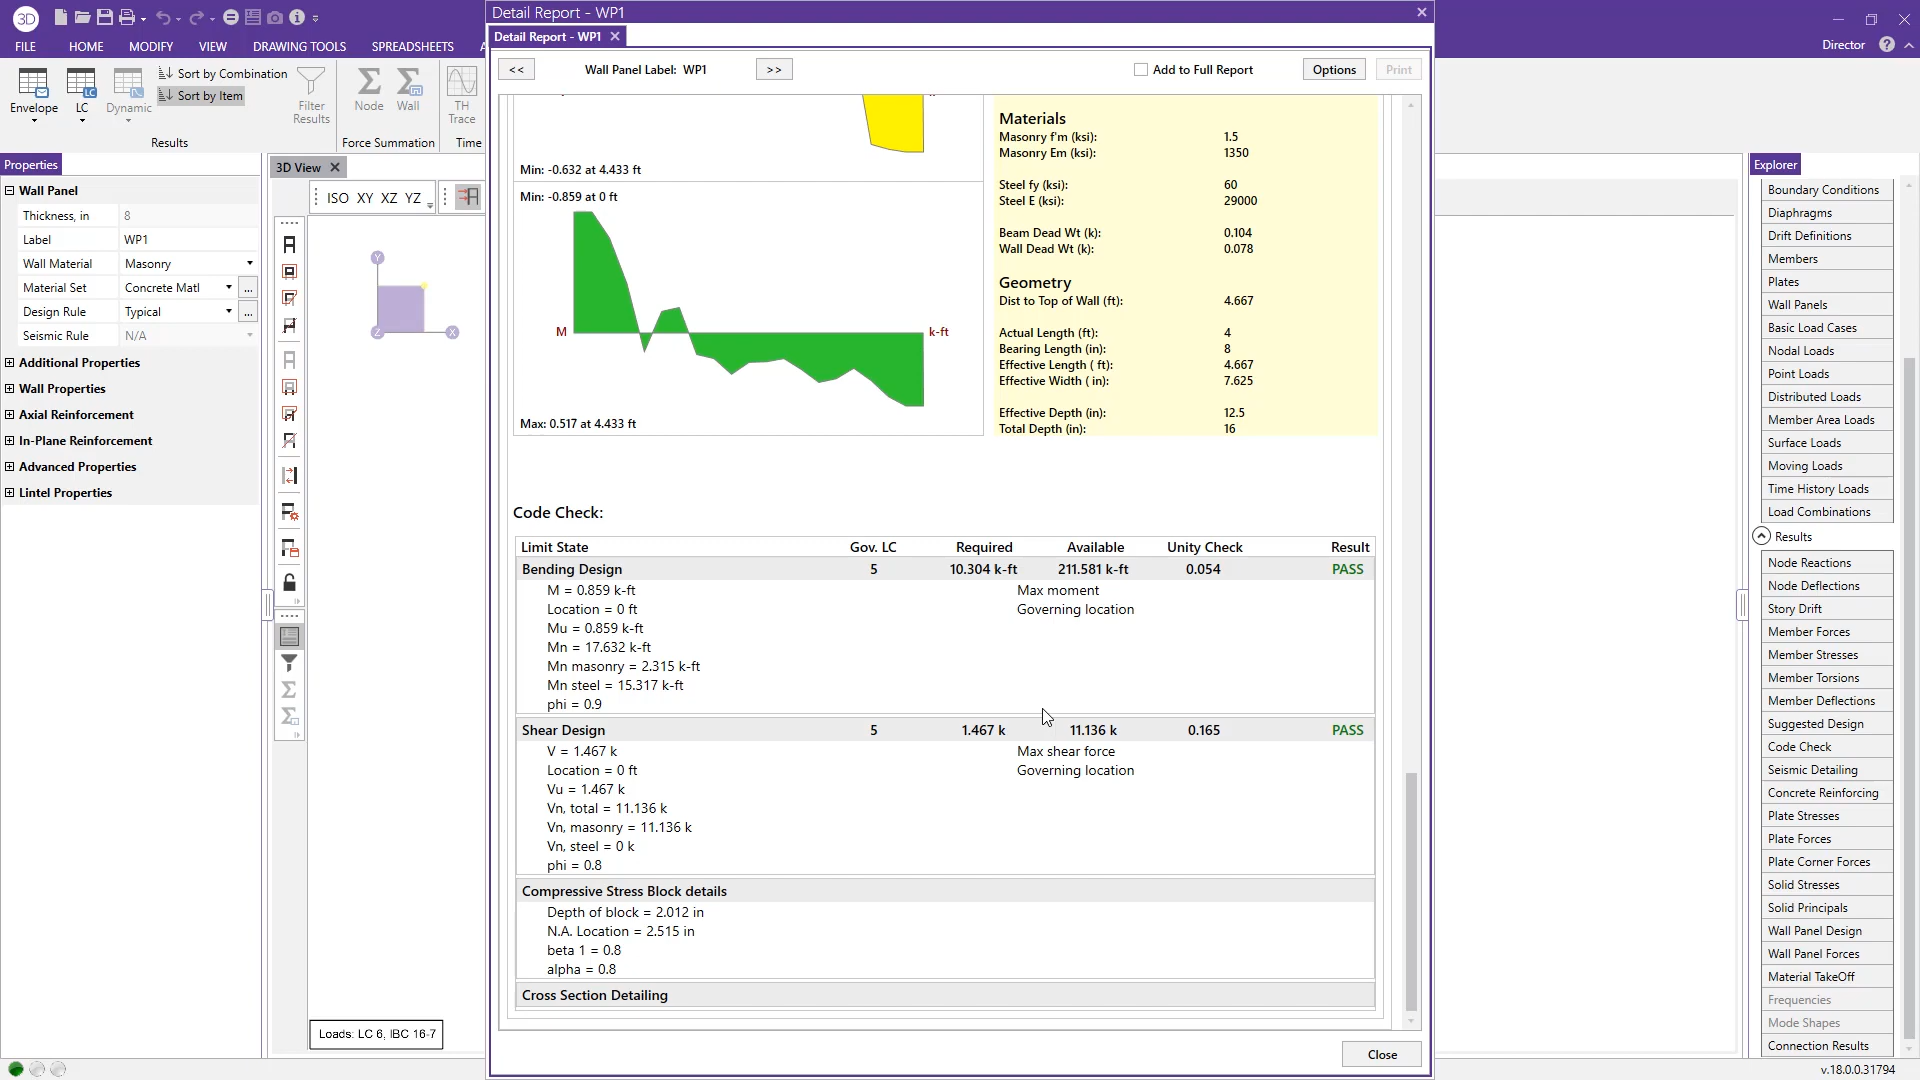 3D
Detail Report - WP1
FILE HOME MODIFY VIEW DRAWING TOOLS SPREADSHEETS
Director
Detail Report - WP1
Envelope
LC
Dynamic
Sort by Combination
Sort by Item
Filter
Results
Node
Wall
TH
Trace
Results
Force Summation
Time
<< Wall Panel Label: WP1 >>
Add to Full Report
Options
Print
Properties
Wall Panel
Thickness, in 8
Label WP1
Wall Material Masonry
Material Set Concrete Matl ...
Design Rule Typical ...
Seismic Rule N/A
Additional Properties
Wall Properties
Axial Reinforcement
In-Plane Reinforcement
Advanced Properties
Lintel Properties
3D View
ISO XY XZ YZ
Y
Z
X
Loads: LC 6, IBC 16-7
Min: -0.632 at 4.433 ft
Min: -0.859 at 0 ft
M
k-ft
Max: 0.517 at 4.433 ft
Materials
Masonry f'm (ksi): 1.5
Masonry Em (ksi): 1350
Steel fy (ksi): 60
Steel E (ksi): 29000
Beam Dead Wt (k): 0.104
Wall Dead Wt (k): 0.078
Geometry
Dist to Top of Wall (ft): 4.667
Actual Length (ft): 4
Bearing Length (in): 8
Effective Length ( ft): 4.667
Effective Width ( in): 7.625
Effective Depth (in): 12.5
Total Depth (in): 16
Code Check:
Limit State Gov. LC Required Available Unity Check Result
Bending Design 5 10.304 k-ft 211.581 k-ft 0.054 PASS
M = 0.859 k-ft Max moment
Location = 0 ft Governing location
Mu = 0.859 k-ft
Mn = 17.632 k-ft
Mn masonry = 2.315 k-ft
Mn steel = 15.317 k-ft
phi = 0.9
Shear Design 5 1.467 k 11.136 k 0.165 PASS
V = 1.467 k Max shear force
Location = 0 ft Governing location
Vu = 1.467 k
Vn, total = 11.136 k
Vn, masonry = 11.136 k
Vn, steel = 0 k
phi = 0.8
Compressive Stress Block details
Depth of block = 2.012 in
N.A. Location = 2.515 in
beta 1 = 0.8
alpha = 0.8
Cross Section Detailing
Close
Explorer
Boundary Conditions
Diaphragms
Drift Definitions
Members
Plates
Wall Panels
Basic Load Cases
Nodal Loads
Point Loads
Distributed Loads
Member Area Loads
Surface Loads
Moving Loads
Time History Loads
Load Combinations
Results
Node Reactions
Node Deflections
Story Drift
Member Forces
Member Stresses
Member Torsions
Member Deflections
Suggested Design
Code Check
Seismic Detailing
Concrete Reinforcing
Plate Stresses
Plate Forces
Plate Corner Forces
Solid Stresses
Solid Principals
Wall Panel Design
Wall Panel Forces
Material TakeOff
Frequencies
Mode Shapes
Connection Results
v.18.0.0.31794